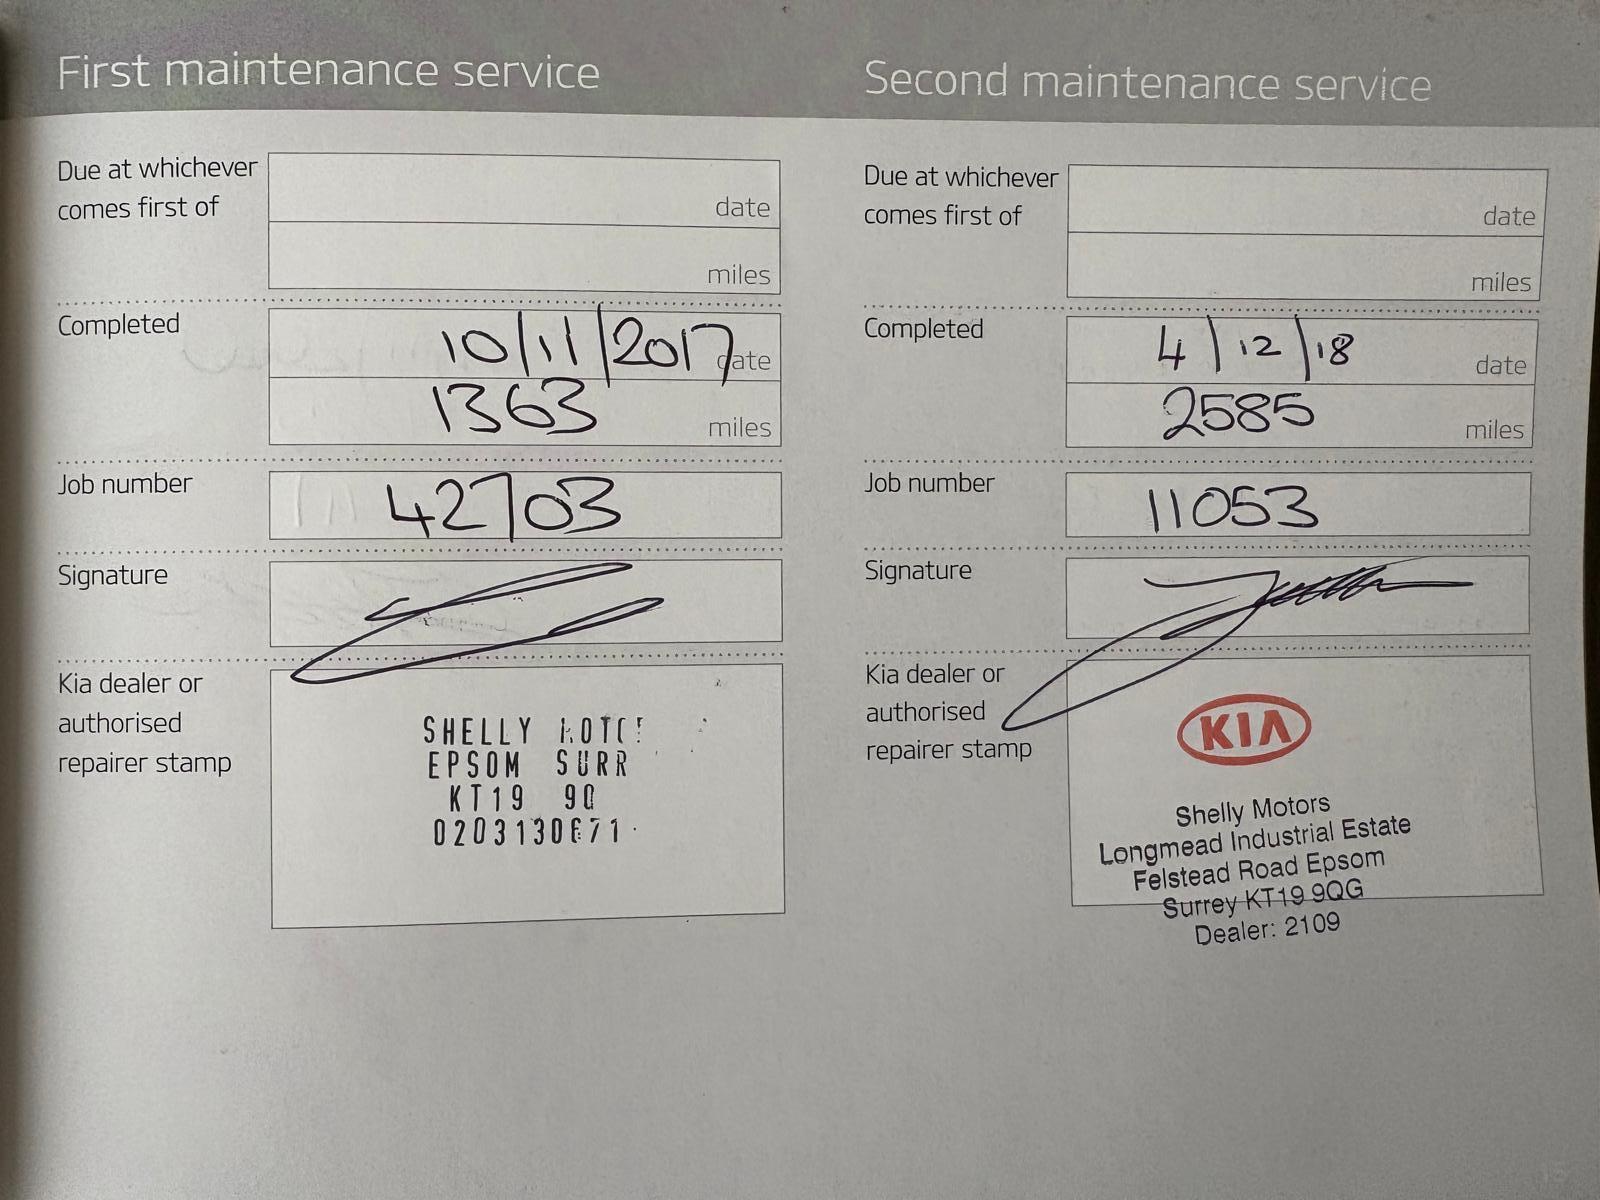 First maintenance service
Due at whichever
comes first of
date
miles
Completed
10/11/2017 date
1363 miles
Job number
42703
Signature
Kia dealer or
authorised
repairer stamp
SHELLY
EPSOM SURR
KT19
Second maintenance service
Due at whichever
comes first of
date
miles
Completed
4/12/18 date
2585 miles
Job number
11053
Signature
Kia dealer or
authorised
repairer stamp
KIA
Shelly Motors
Longmead Industrial Estate
Felstead Road Epsom
Surrey KT19 9QG
Dealer: 2109